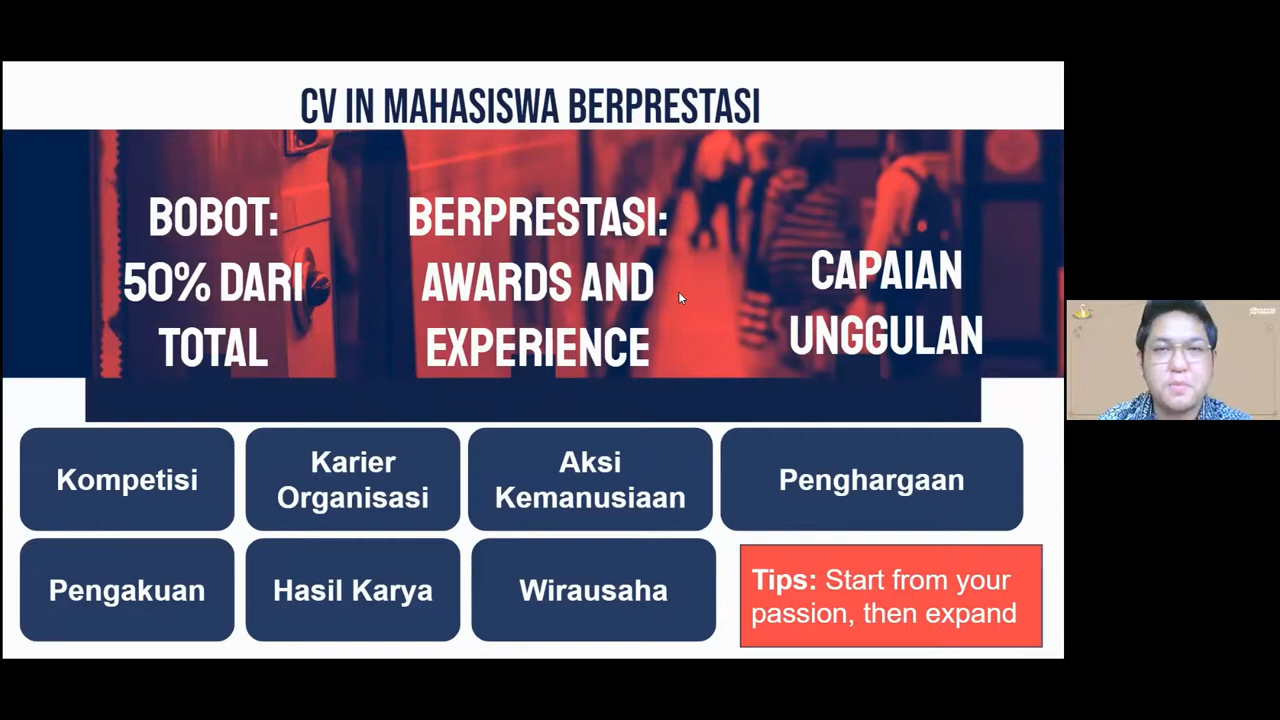 CV IN MAHASISWA BERPRESTASI
BOBOT:
50% DARI
TOTAL
BERPRESTASI:
AWARDS AND
EXPERIENCE
CAPAIAN
UNGGULAN
Kompetisi
Karier
Organisasi
Aksi
Kemanusiaan
Penghargaan
Pengakuan
Hasil Karya
Wirausaha
Tips: Start from your
passion, then expand